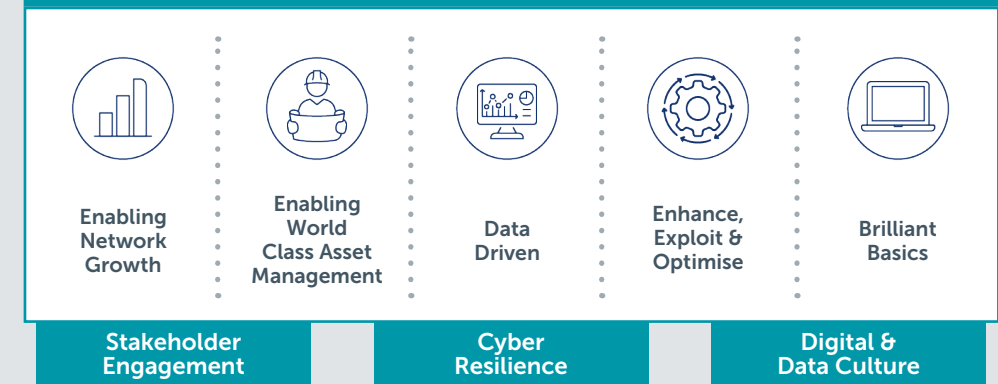 Enabling
Network
Growth
Enabling
World
Class Asset
Management
Data
Driven
Enhance,
Exploit &
Optimise
Brilliant
Basics
Stakeholder
Engagement
Cyber
Resilience
Digital &
Data Culture